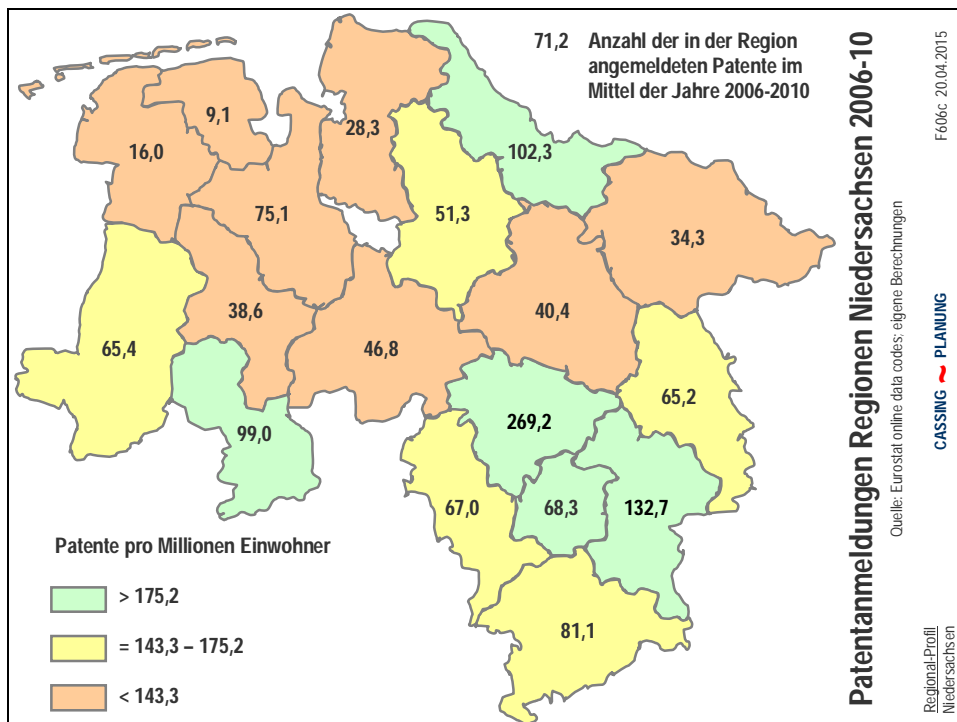 71,2 Anzahl der in der Region
angemeldeten Patente im
Mittel der Jahre 2006-2010
9,1
28,3
16,0
102,3
75,1
51,3
34,3
38,6
40,4
46,8
65,4
65,2
269,2
99,0
67,0
68,3
132,7
81,1
Patente pro Millionen Einwohner
> 175,2
= 143,3 – 175,2
< 143,3
Patentanmeldungen Regionen Niedersachsen 2006-10
Quelle: Eurostat online data codes; eigene Berechnungen
F606c 20.04.2015
CASSING ~ PLANUNG
Regional-Profil
Niedersachsen